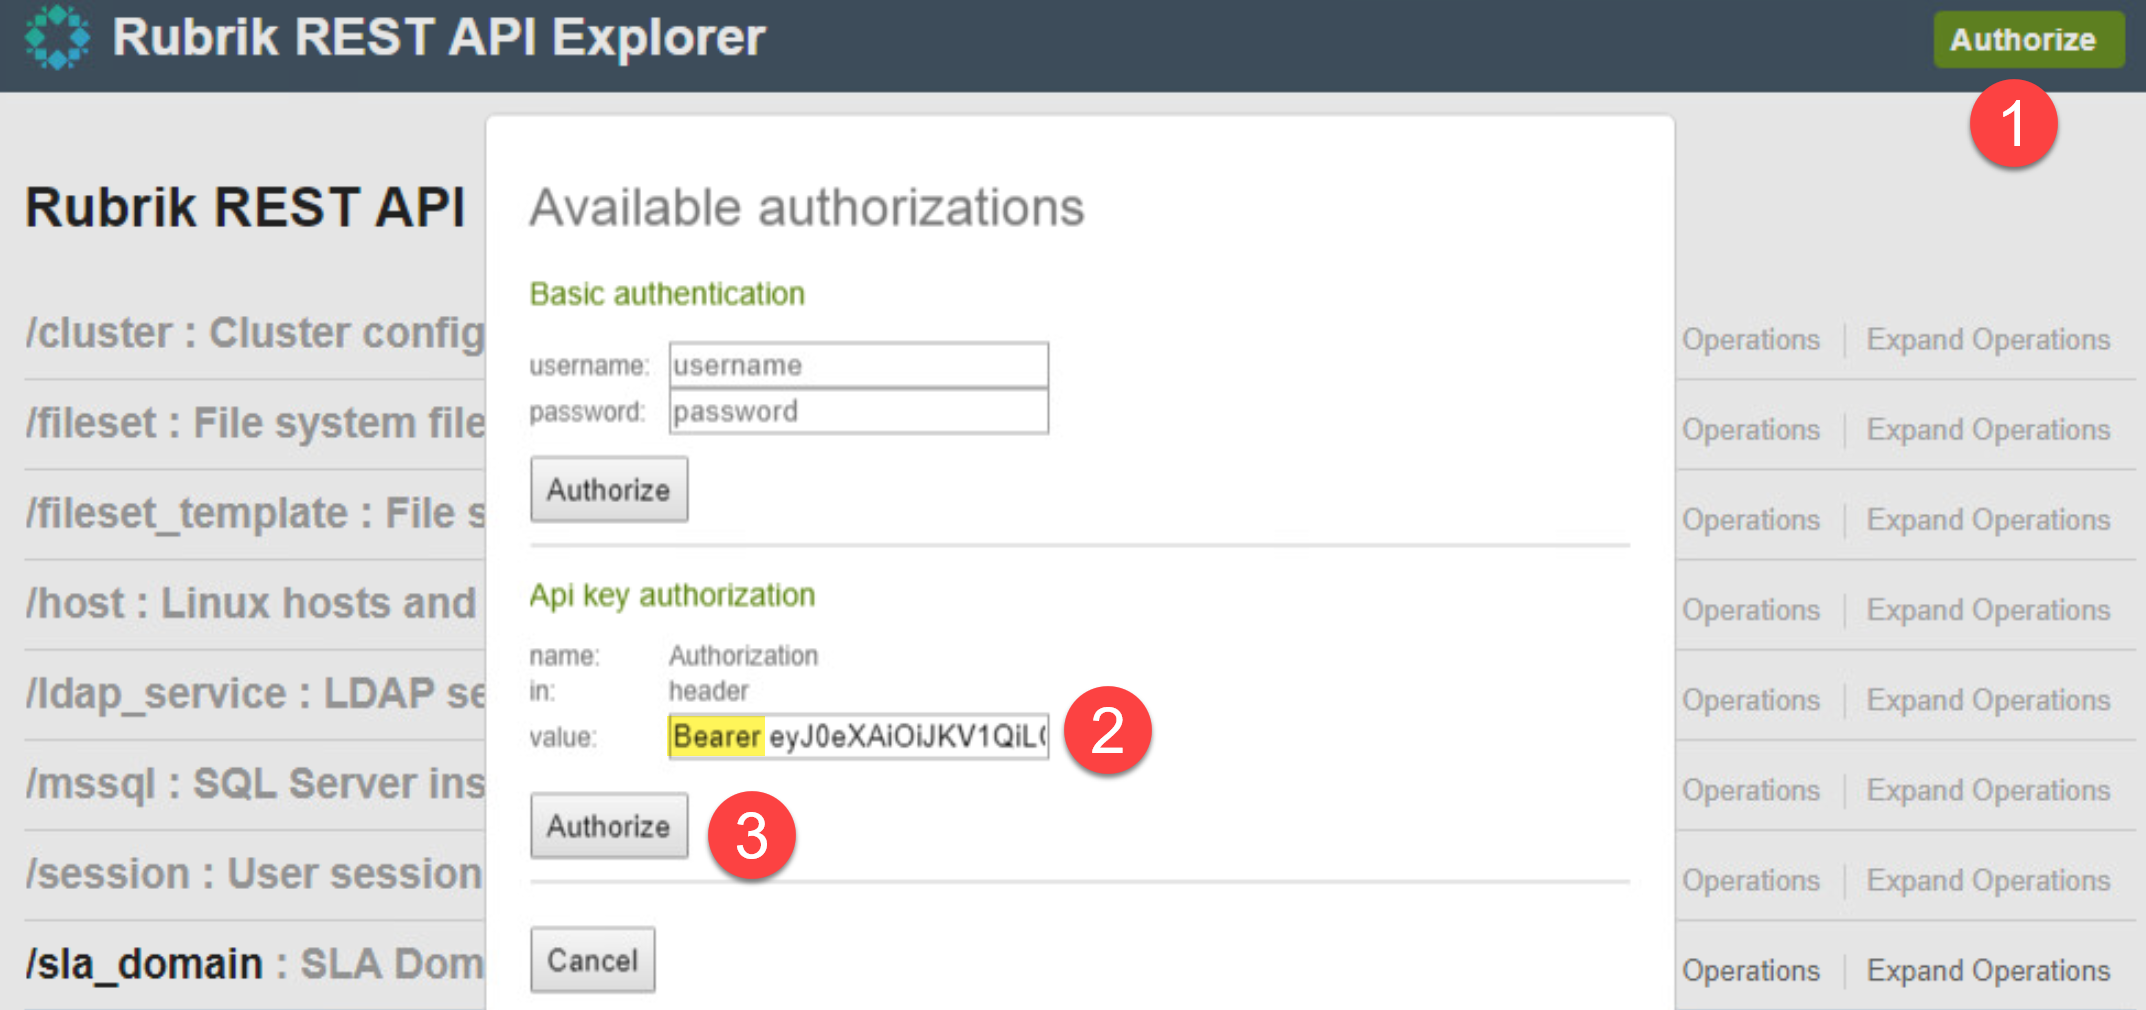 Rubrik REST API Explorer
Authorize
1
Rubrik REST API
Available authorizations
Basic authentication
/cluster : Cluster config
Operations | Expand Operations
username: username
password: password
/fileset : File system file
Operations | Expand Operations
Authorize
/fileset_template : File s
Operations | Expand Operations
Api key authorization
/host : Linux hosts and
Operations | Expand Operations
name: Authorization
in: header
/ldap_service : LDAP se
Operations | Expand Operations
value: Bearer eyJ0eXAiOiJKV1QiL
2
/mssql : SQL Server ins
Operations | Expand Operations
Authorize
3
/session : User session
Operations | Expand Operations
Cancel
/sla_domain : SLA Dom
Operations | Expand Operations